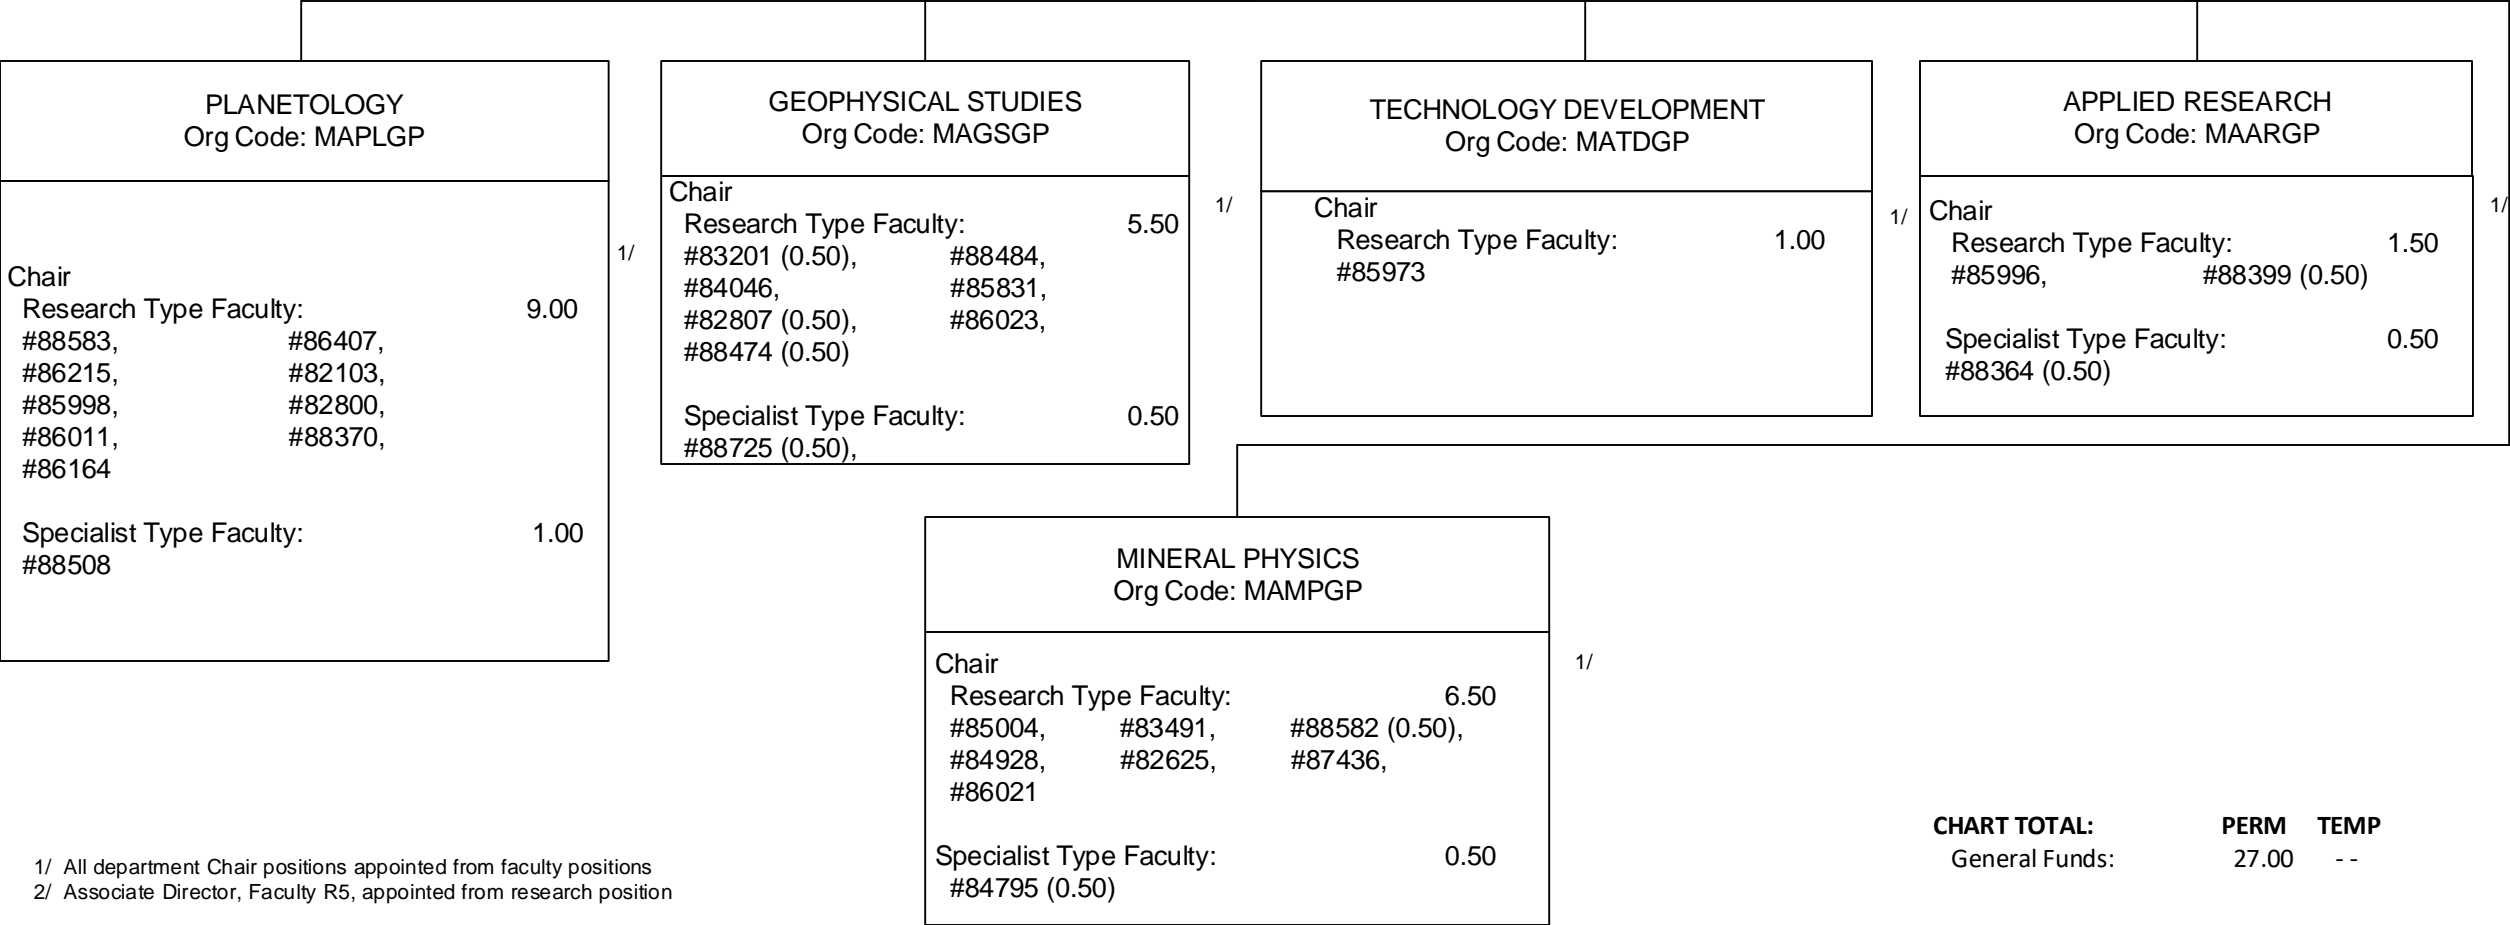 PLANETOLOGY
Org Code: MAPLGP
Chair
1/
Research Type Faculty: 9.00
#88583, #86407,
#86215, #82103,
#85998, #82800,
#86011, #88370,
#86164
Specialist Type Faculty: 1.00
#88508
GEOPHYSICAL STUDIES
Org Code: MAGSGP
Chair
1/
Research Type Faculty: 5.50
#83201 (0.50), #88484,
#84046, #85831,
#82807 (0.50), #86023,
#88474 (0.50)
Specialist Type Faculty: 0.50
#88725 (0.50),
TECHNOLOGY DEVELOPMENT
Org Code: MATDGP
Chair
1/
Research Type Faculty: 1.00
#85973
APPLIED RESEARCH
Org Code: MAARGP
Chair
1/
Research Type Faculty: 1.50
#85996, #88399 (0.50)
Specialist Type Faculty: 0.50
#88364 (0.50)
MINERAL PHYSICS
Org Code: MAMPGP
Chair
1/
Research Type Faculty: 6.50
#85004, #83491, #88582 (0.50),
#84928, #82625, #87436,
#86021
Specialist Type Faculty: 0.50
#84795 (0.50)
1/ All department Chair positions appointed from faculty positions
2/ Associate Director, Faculty R5, appointed from research position
CHART TOTAL: PERM TEMP
General Funds: 27.00 - -